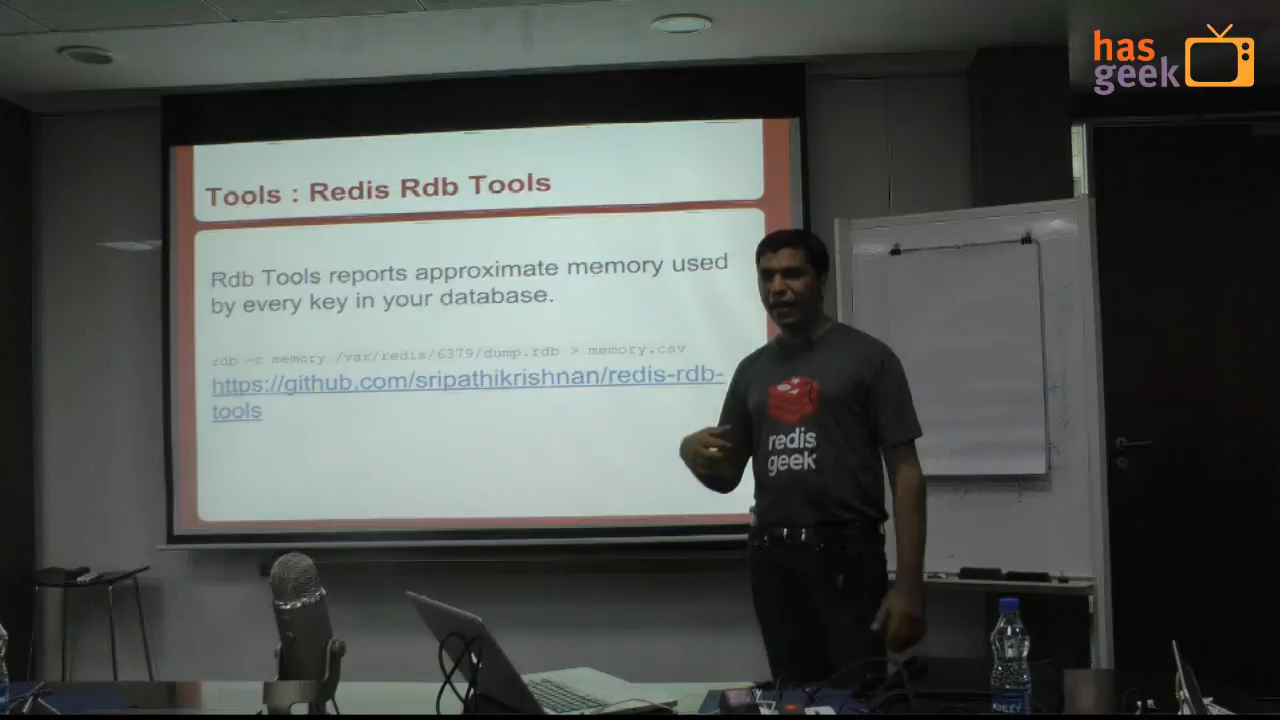 has
geek
Tools : Redis Rdb Tools
Rdb Tools reports approximate memory used
by every key in your database.
rdb -c memory /var/redis/6379/dump.rdb > memory.csv
https://github.com/sripathikrishnan/redis-rdb-
tools
redis
geek